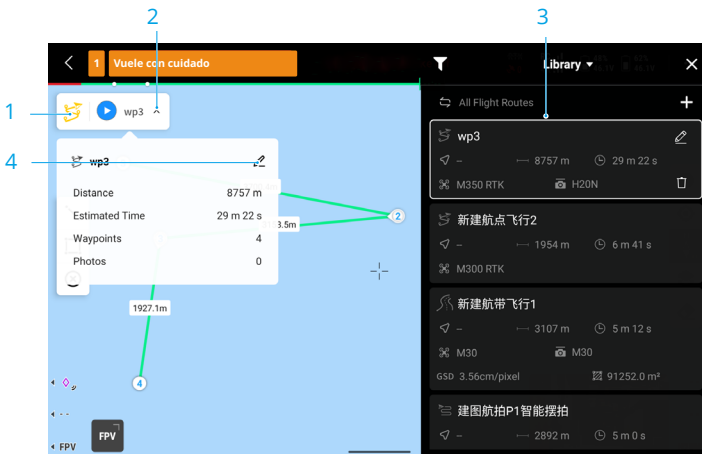 2
3
1 Vuele con cuidado
Library
1
wp3
All Flight Routes
wp3
-- 8757 m 29 m 22 s
M350 RTK H20N
4
wp3
Distance 8757 m
Estimated Time 29 m 22 s
Waypoints 4
Photos 0
2
3.5m
1927.1m
4
新建航点飞行2
-- 1954 m 6 m 41 s
M300 RTK
新建航带飞行1
-- 3107 m 5 m 12 s
M30 M30
GSD 3.56cm/pixel 91252.0 m²
建图航拍P1智能摆拍
-- 2892 m 5 m 0 s
--
FPV
FPV